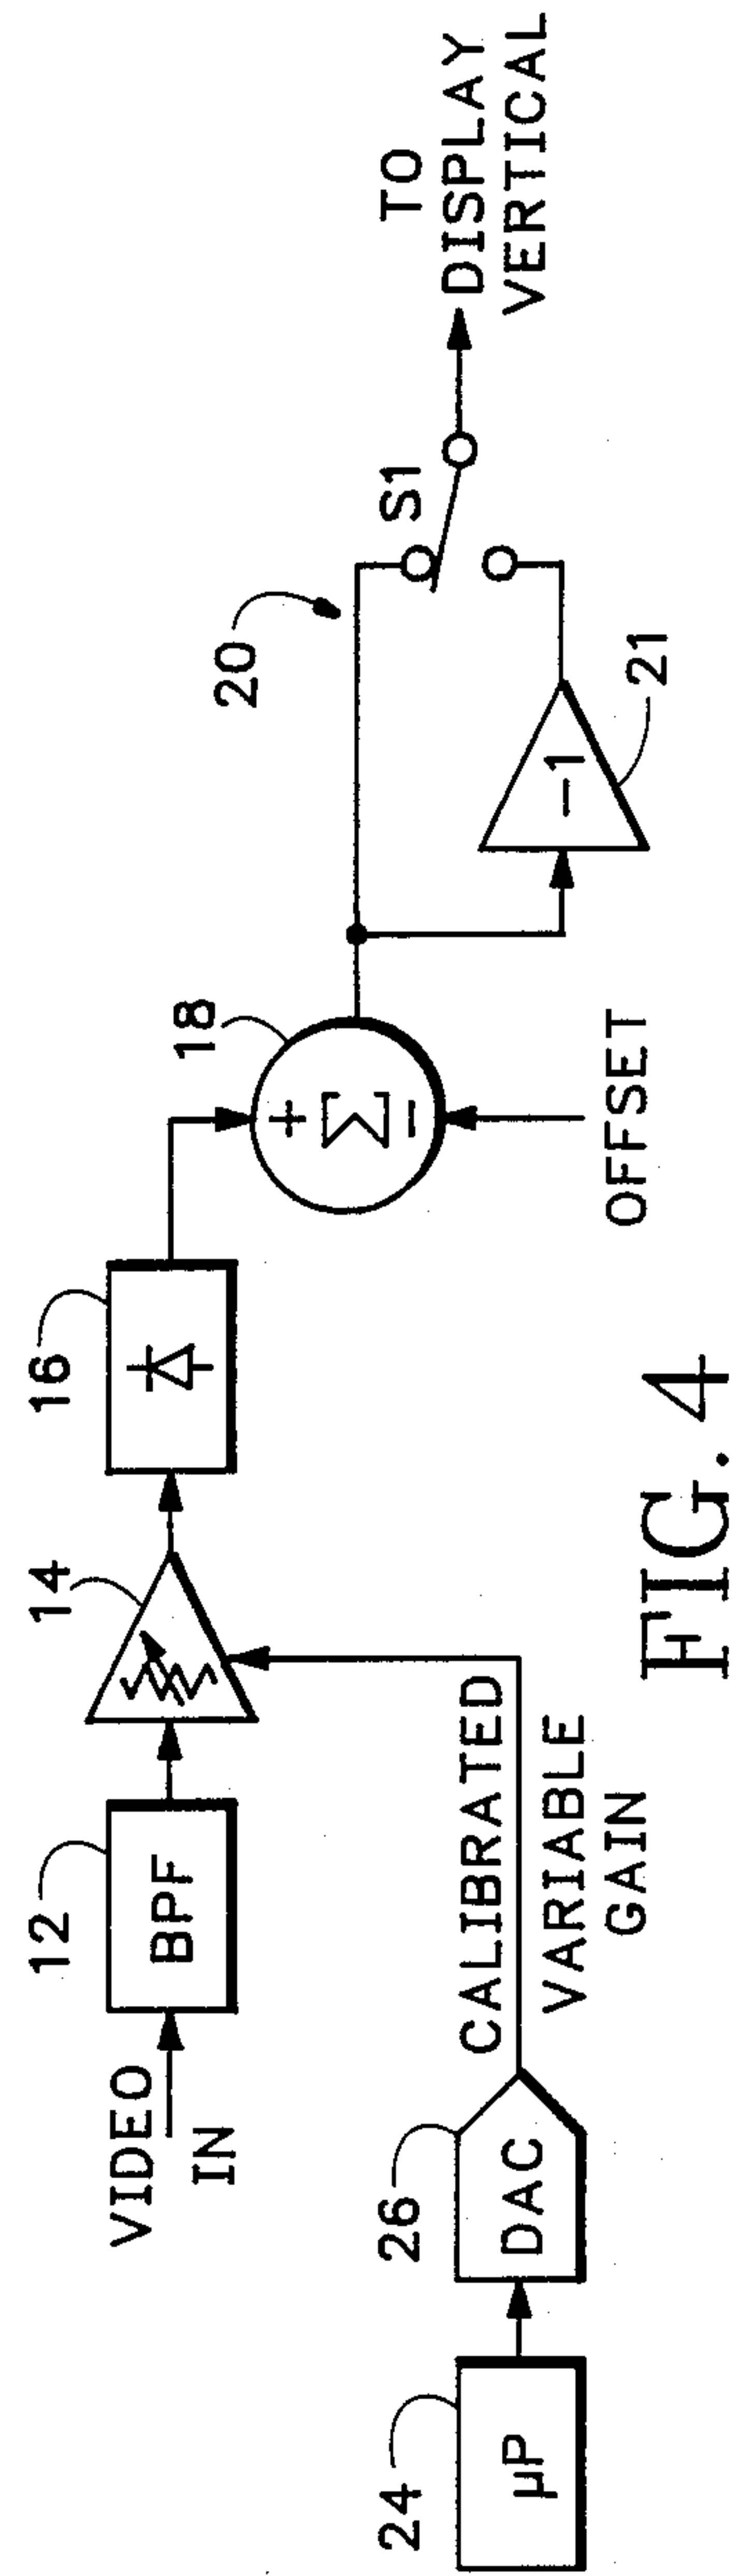 VIDEO
IN
12
BPF
14
16
18
+
Σ
−
OFFSET
20
S1
TO
DISPLAY
VERTICAL
−1
21
24
µP
26
DAC
CALIBRATED
VARIABLE
GAIN
FIG. 4